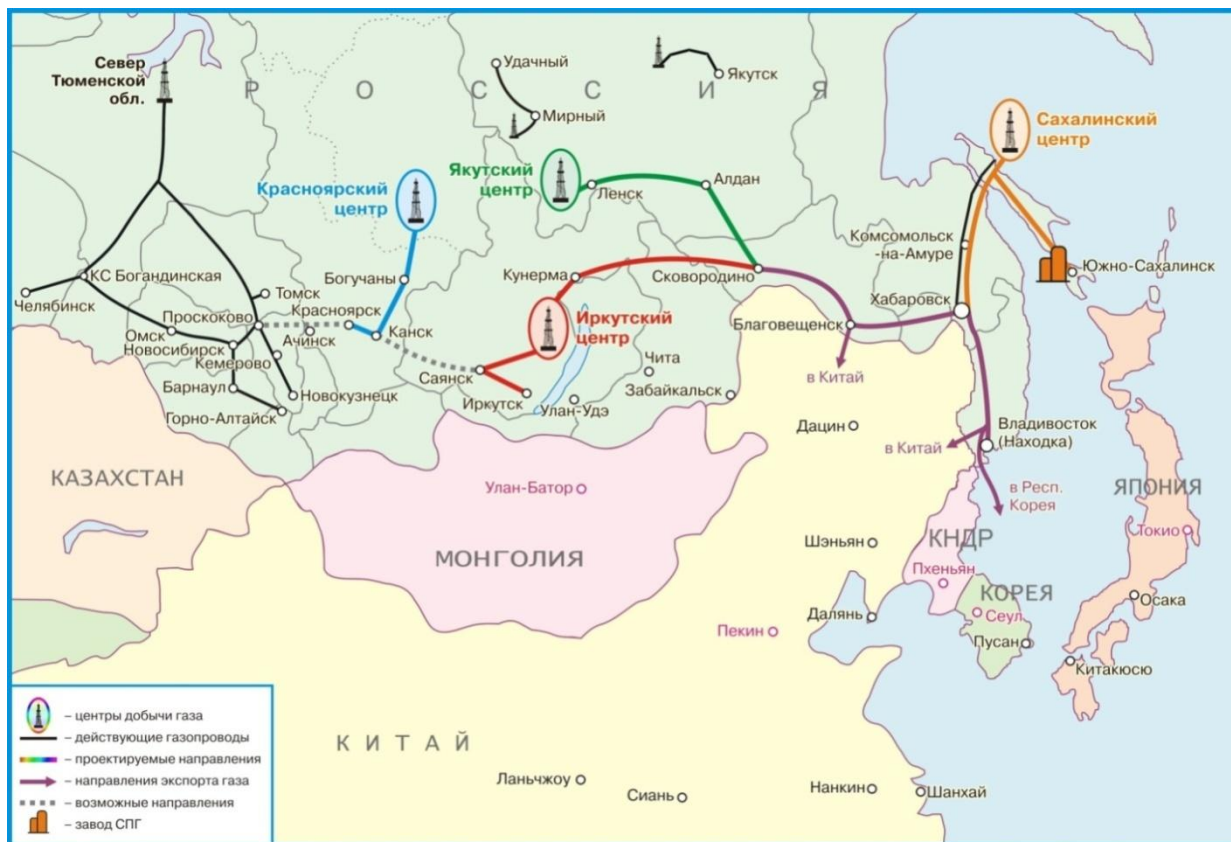 Север
Тюменской
обл.
РОССИЯ
Удачный
Мирный
Якутск
Сахалинский
центр
Красноярский
центр
Якутский
центр
Ленск
Алдан
Комсомольск
-на-Амуре
Южно-Сахалинск
КС Богандинская
Челябинск
Богучаны
Кунерма
Сковородино
Хабаровск
Томск
Проскоково
Красноярск
Омск
Новосибирск
Ачинск
Канск
Иркутский
центр
Благовещенск
Кемерово
Барнаул
Новокузнецк
Саянск
Иркутск
Чита
Улан-Удэ
Забайкальск
в Китай
Горно-Алтайск
Дацин
в Китай
Владивосток
(Находка)
КАЗАХСТАН
Улан-Батор
в Респ.
Корея
ЯПОНИЯ
Токио
МОНГОЛИЯ
Шэньян
КНДР
Пхеньян
КОРЕЯ
Сеул
Пусан
Осака
Далянь
Пекин
Китакюсю
КИТАЙ
Ланьчжоу
Сиань
Нанкин
Шанхай
– центры добычи газа
– действующие газопроводы
– проектируемые направления
– направления экспорта газа
– возможные направления
– завод СПГ